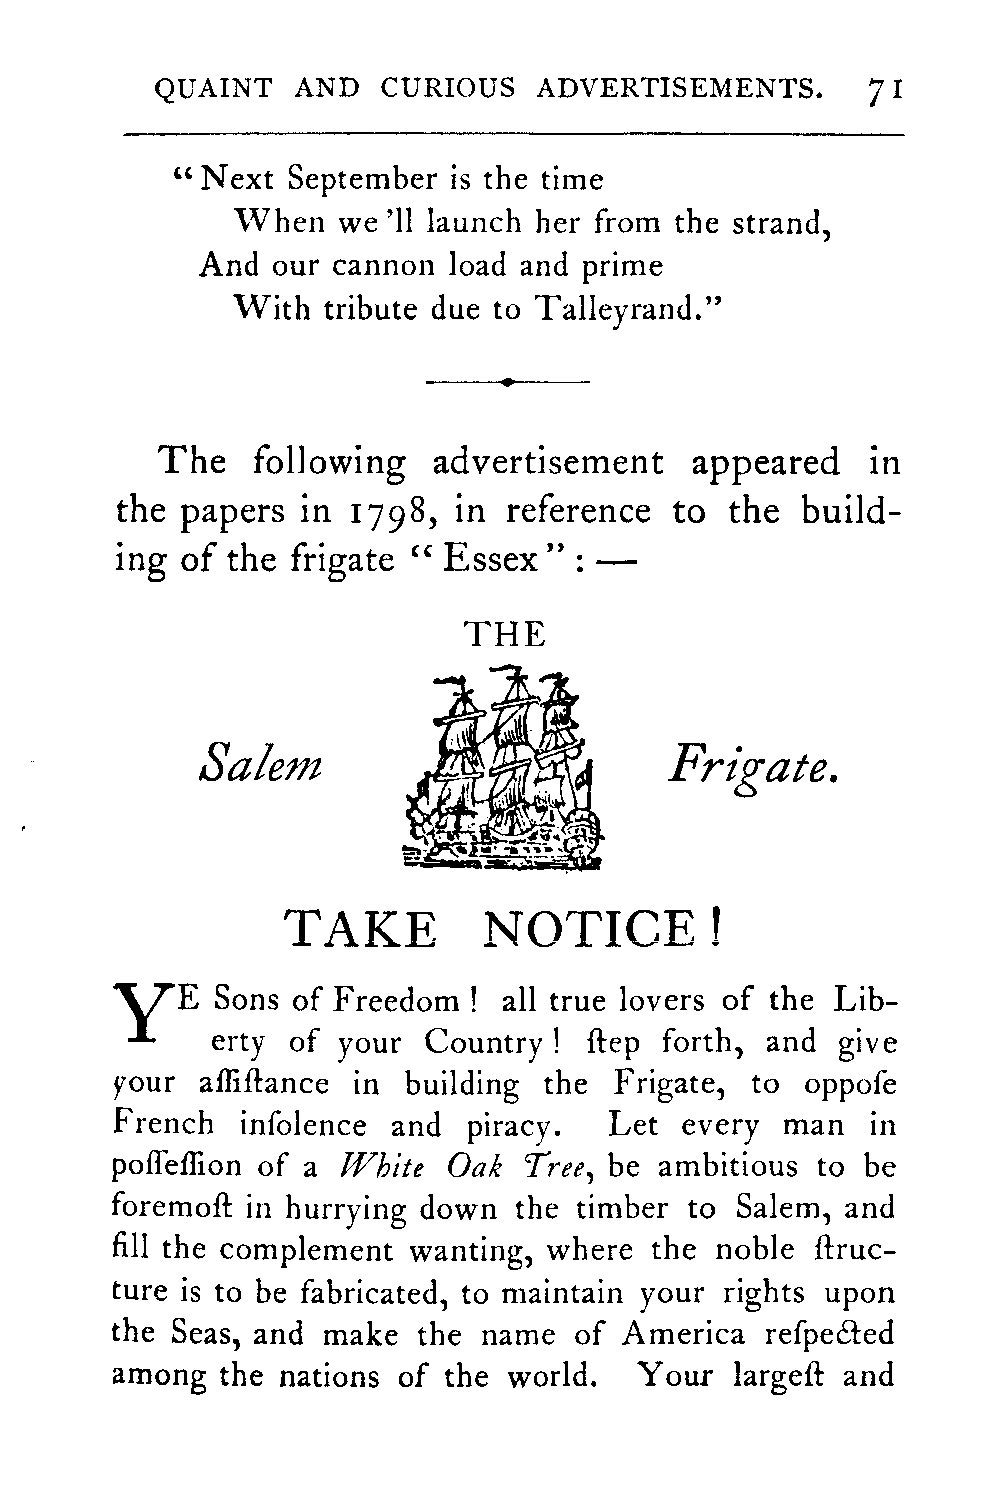 QUAINT AND CURIOUS ADVERTISEMENTS. 71
“Next September is the time
When we ’ll launch her from the strand,
And our cannon load and prime
With tribute due to Talleyrand.”
The following advertisement appeared in
the papers in 1798, in reference to the build-
ing of the frigate “Essex”: —
THE
Salem Frigate.
TAKE NOTICE!
YE Sons of Freedom! all true lovers of the Lib-
erty of your Country! ſtep forth, and give
your aſſiſtance in building the Frigate, to oppoſe
French inſolence and piracy. Let every man in
poſſeſſion of a White Oak Tree, be ambitious to be
foremoſt in hurrying down the timber to Salem, and
fill the complement wanting, where the noble ſtruc-
ture is to be fabricated, to maintain your rights upon
the Seas, and make the name of America reſpected
among the nations of the world. Your largeſt and